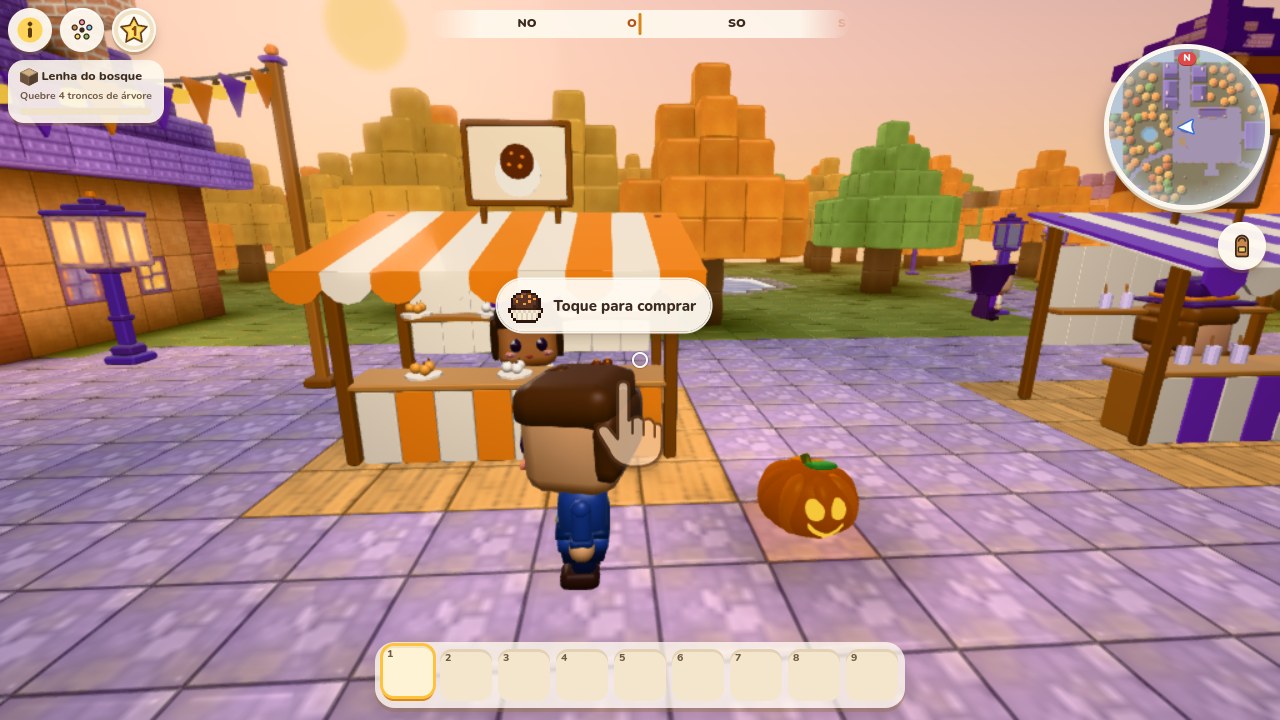 NO
O
SO
S
1
Lenha do bosque
Quebre 4 troncos de árvore
N
Toque para comprar
1
2
3
4
5
6
7
8
9